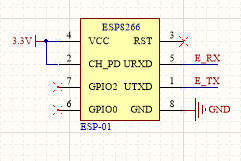 ESP8266
3.3V 4 VCC RST 3
2 CH_PD URXD 5 E_RX
7 GPIO2 UTXD 1 E_TX
6 GPIO0 GND 8 GND
ESP-01